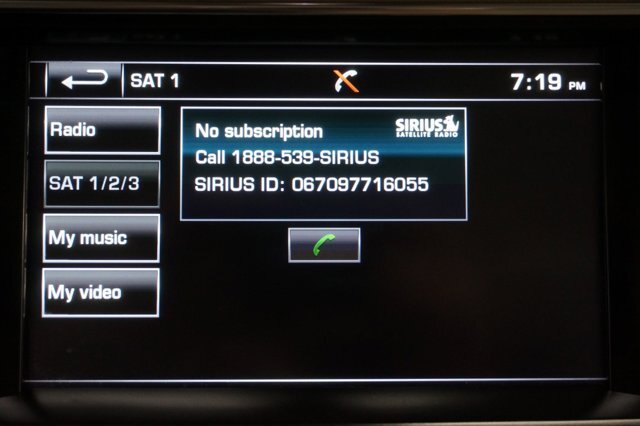 SAT 1
7:19 PM
Radio
SAT 1/2/3
My music
My video
No subscription
SIRIUS
SATELLITE RADIO
Call 1888-539-SIRIUS
SIRIUS ID: 067097716055